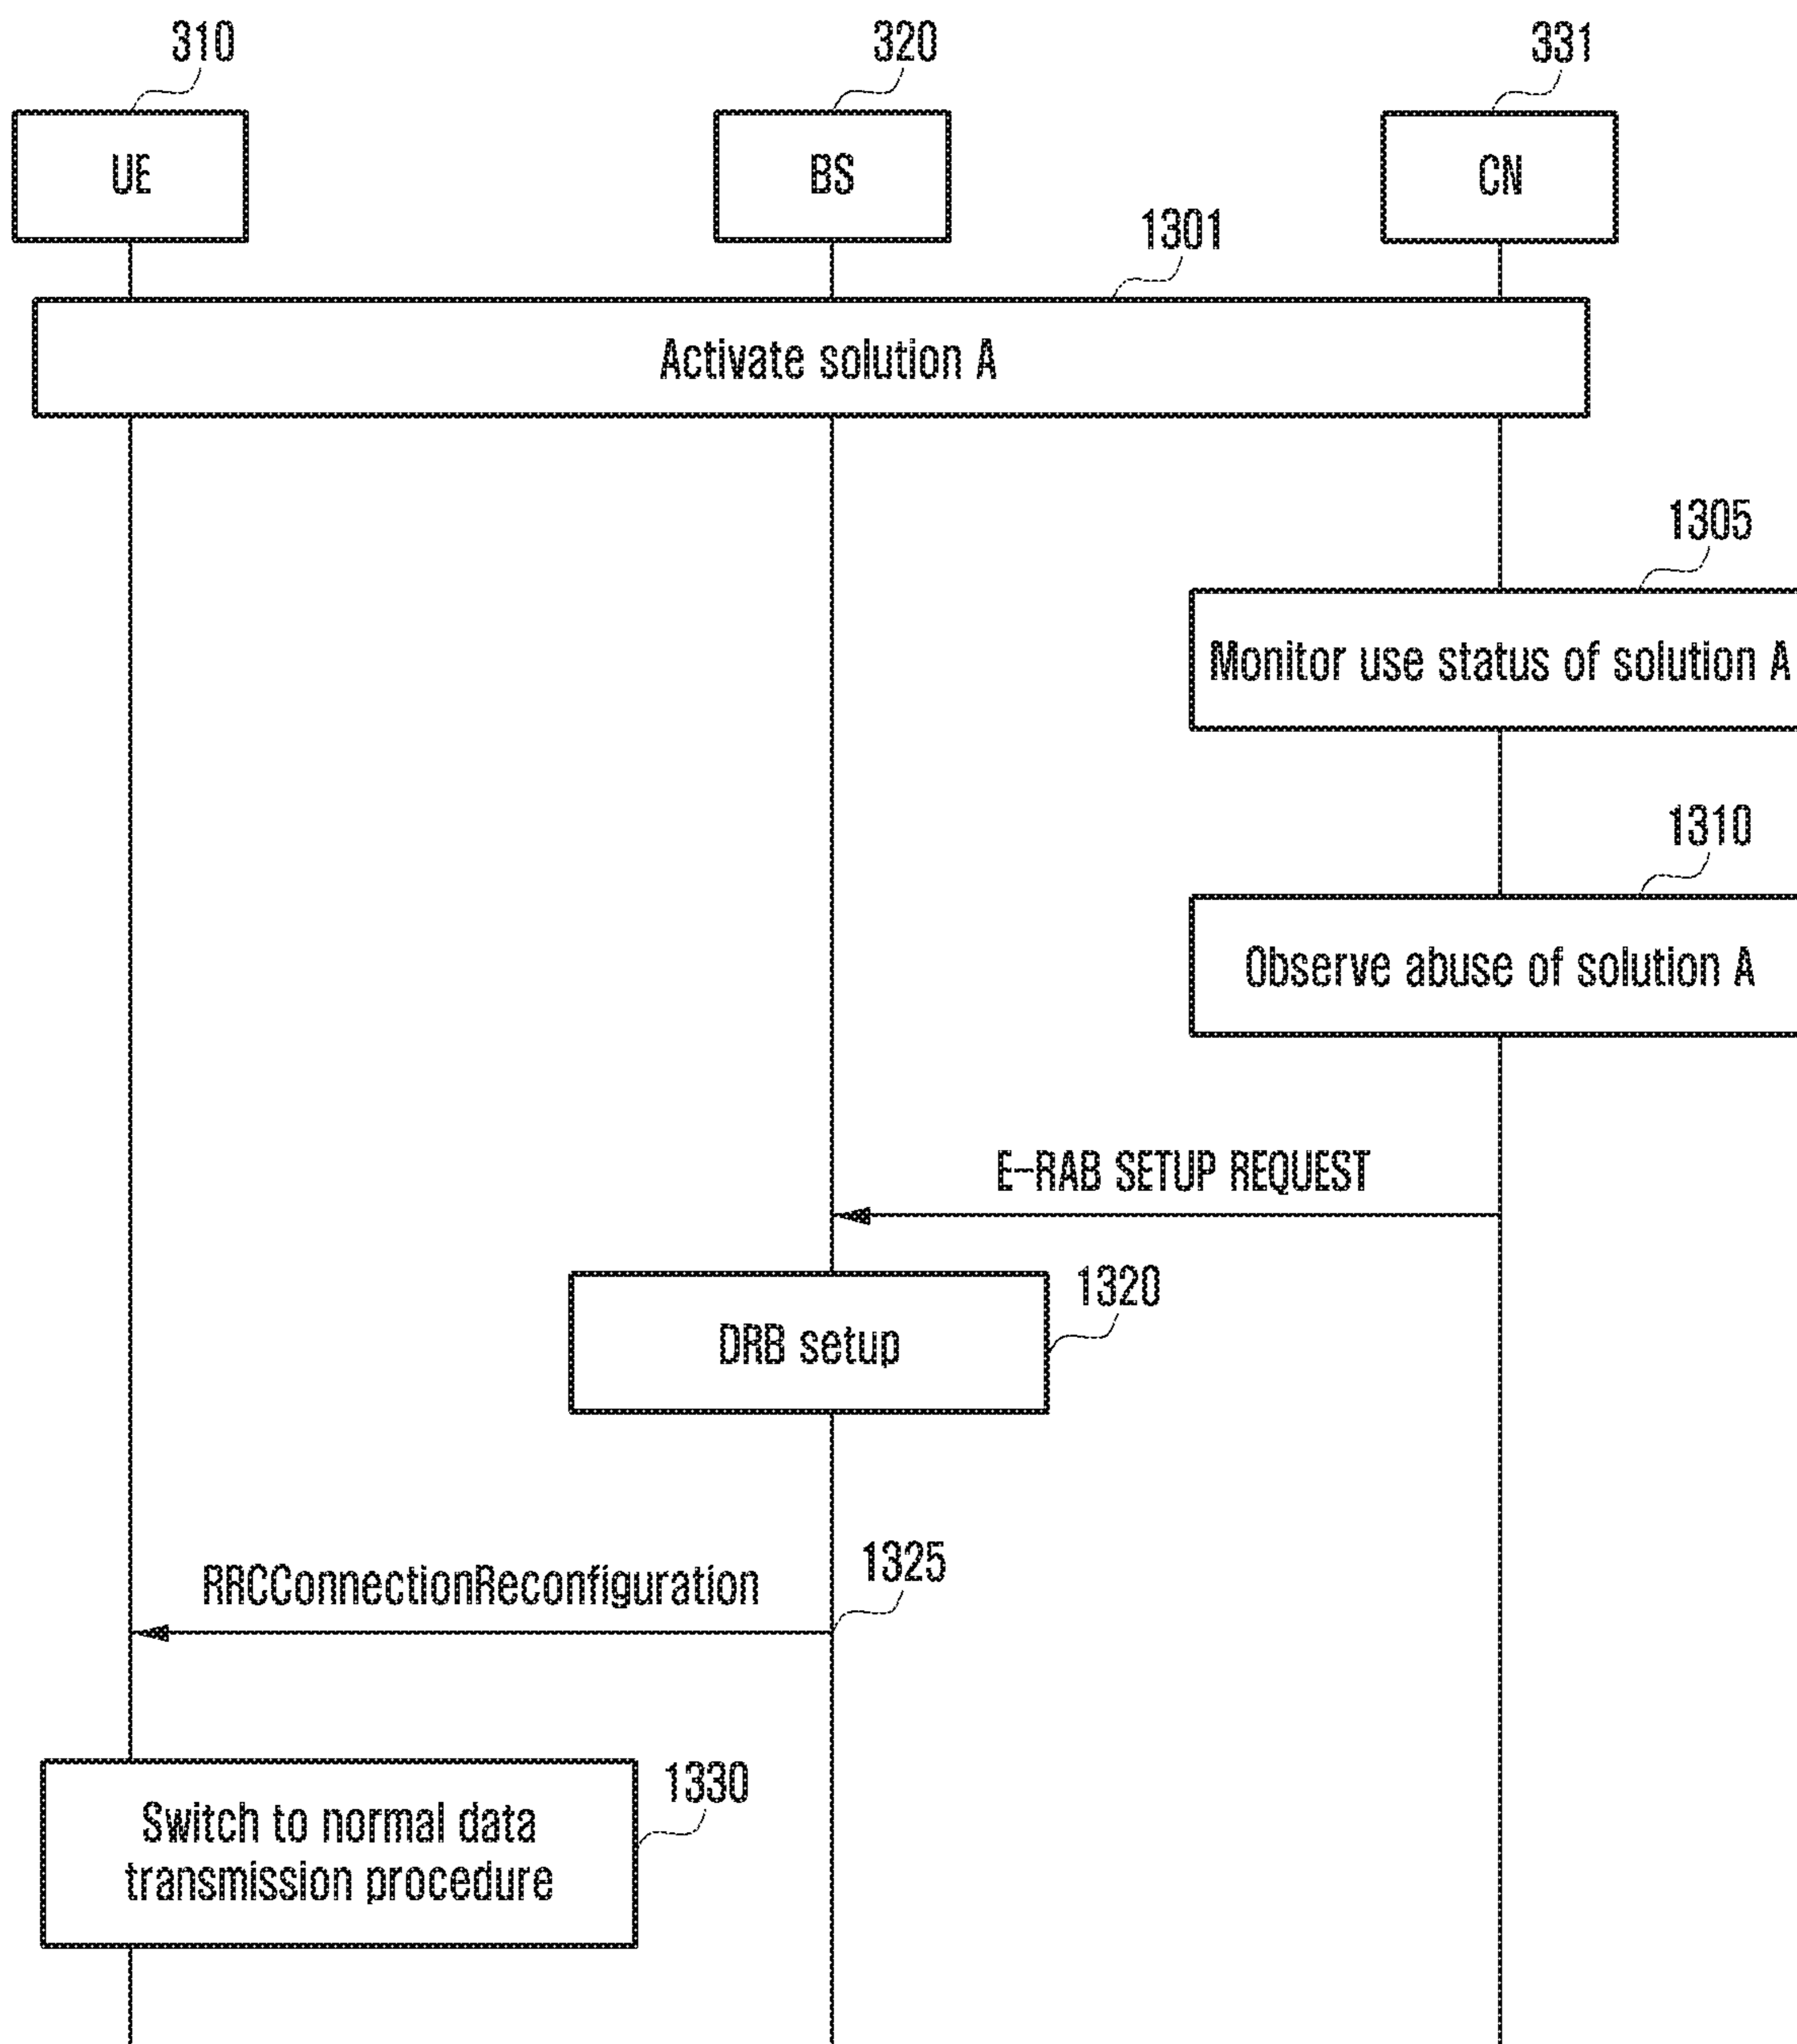 310
320
331
UE
BS
CN
1301
Activate solution A
1305
Monitor use status of solution A
1310
Observe abuse of solution A
E-RAB SETUP REQUEST
1320
DRB setup
1325
RRCConnectionReconfiguration
1330
Switch to normal data
transmission procedure